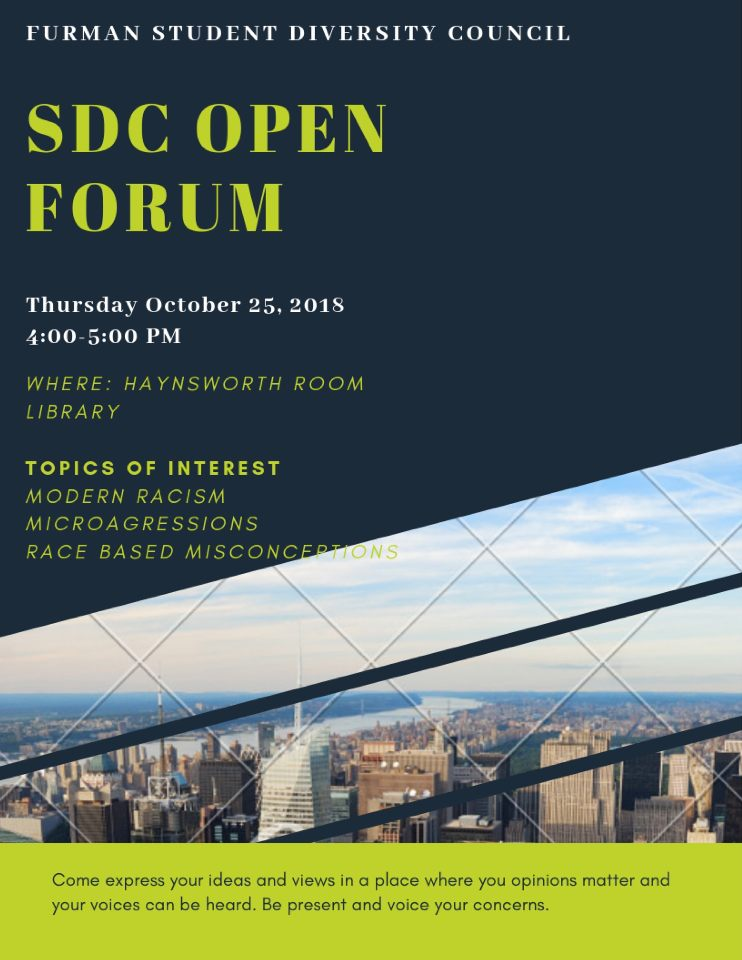 FURMAN STUDENT DIVERSITY COUNCIL
SDC OPEN
FORUM
Thursday October 25, 2018
4:00-5:00 PM
WHERE: HAYNSWORTH ROOM
LIBRARY
TOPICS OF INTEREST
MODERN RACISM
MICROAGRESSIONS
RACE BASED MISCONCEPTIONS
Come express your ideas and views in a place where you opinions matter and
your voices can be heard. Be present and voice your concerns.